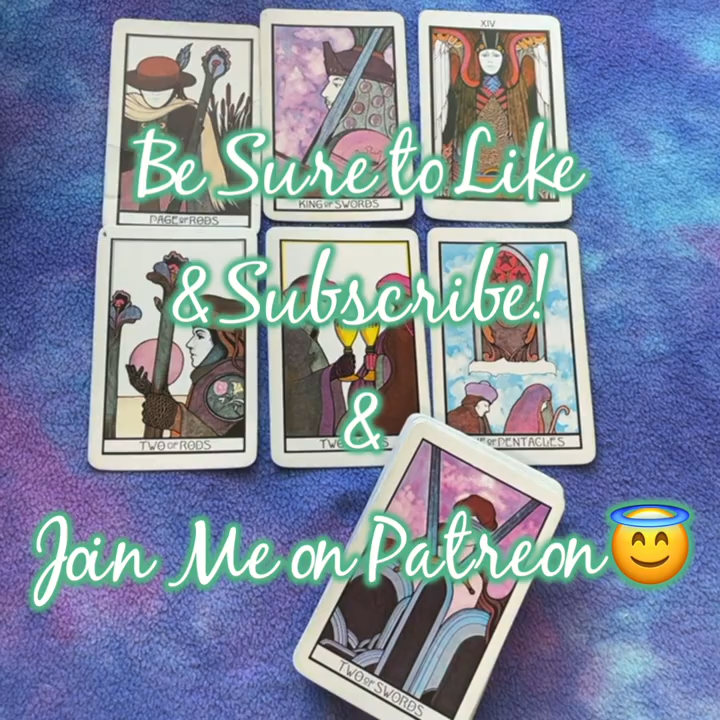 XIV
Be Sure to Like
PAGE OF RODS
KING OF SWORDS
& Subscribe!
&
TWO OF RODS
OF PENTACLES
Join Me on Patreon😇
TWO OF SWORDS